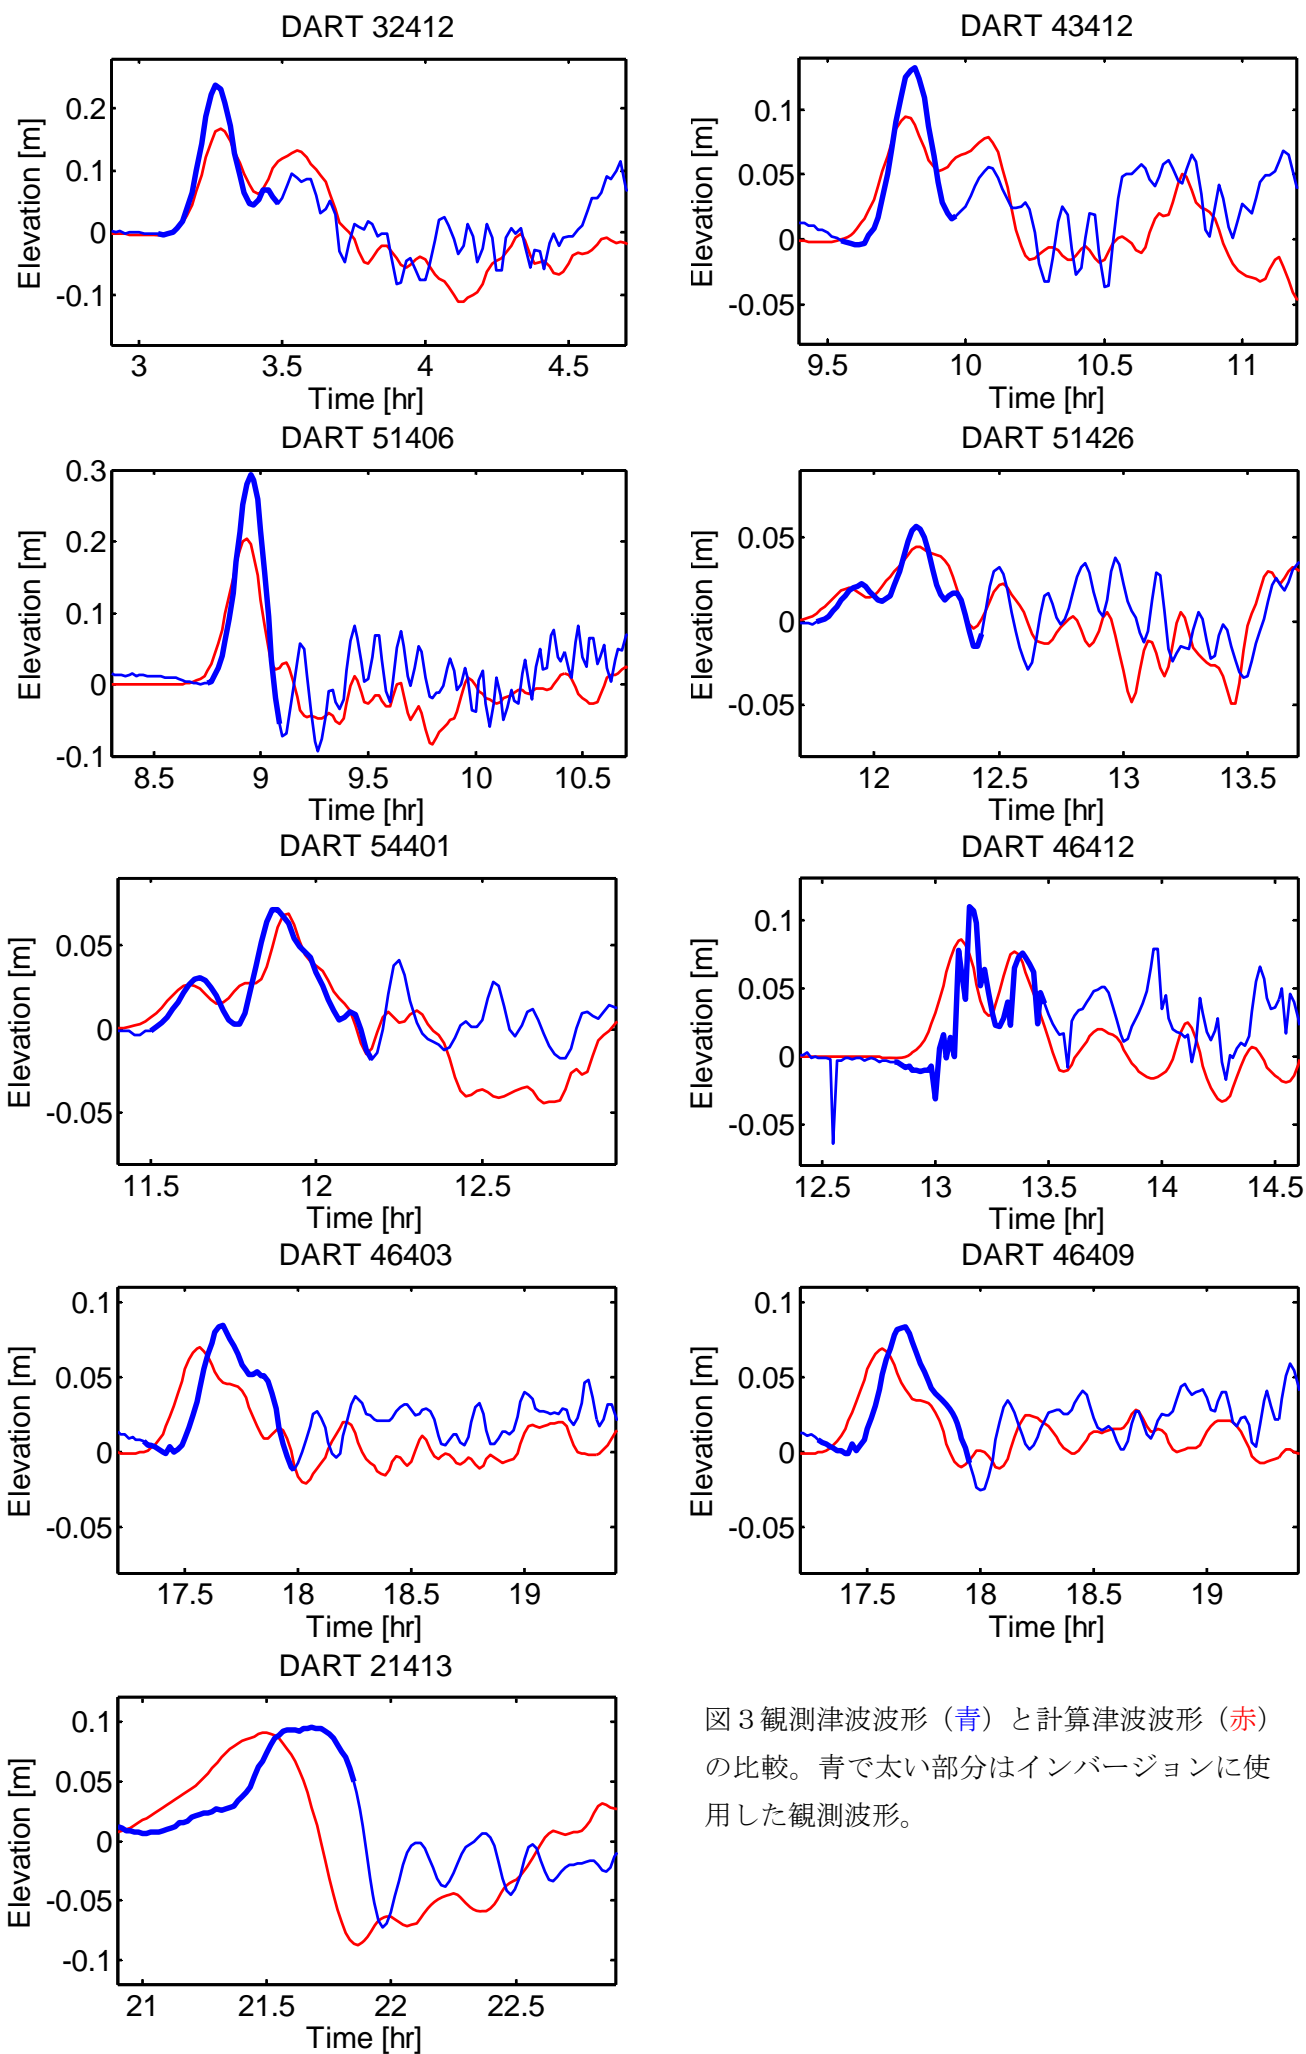 DART 32412
Elevation [m]
0.2
0.1
0
-0.1
3 3.5 4 4.5
Time [hr]
DART 43412
Elevation [m]
0.1
0.05
0
-0.05
9.5 10 10.5 11
Time [hr]
DART 51406
Elevation [m]
0.3
0.2
0.1
0
-0.1
8.5 9 9.5 10 10.5
Time [hr]
DART 51426
Elevation [m]
0.05
0
-0.05
12 12.5 13 13.5
Time [hr]
DART 54401
Elevation [m]
0.05
0
-0.05
11.5 12 12.5
Time [hr]
DART 46412
Elevation [m]
0.1
0.05
0
-0.05
12.5 13 13.5 14 14.5
Time [hr]
DART 46403
Elevation [m]
0.1
0.05
0
-0.05
17.5 18 18.5 19
Time [hr]
DART 46409
Elevation [m]
0.1
0.05
0
-0.05
17.5 18 18.5 19
Time [hr]
DART 21413
Elevation [m]
0.1
0.05
0
-0.05
-0.1
21 21.5 22 22.5
Time [hr]
図３観測津波波形（青）と計算津波波形（赤）
の比較。青で太い部分はインバージョンに使
用した観測波形。